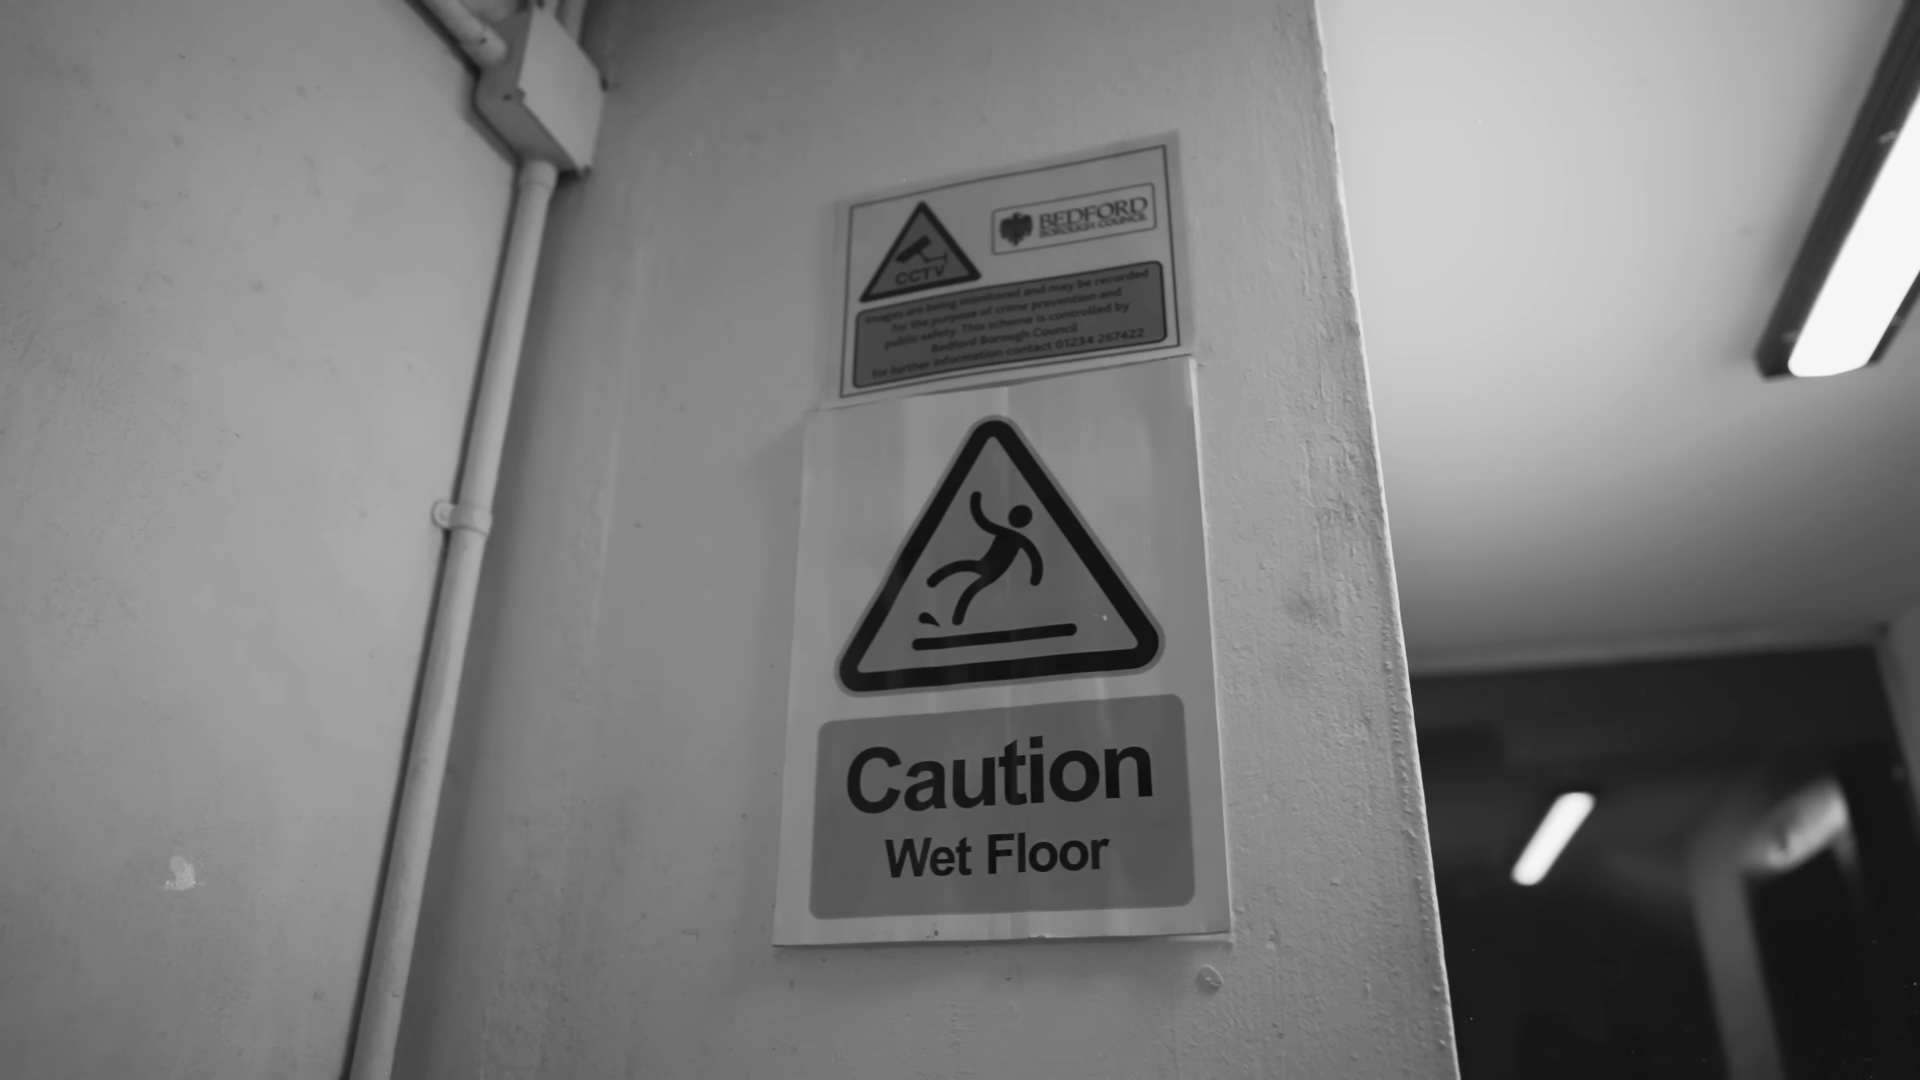 BEDFORD
BOROUGH COUNCIL
CCTV
Images are being monitored and may be recorded
for the purpose of crime prevention and
public safety. This scheme is controlled by
Bedford Borough Council
for further information contact 01234 267422
Caution
Wet Floor